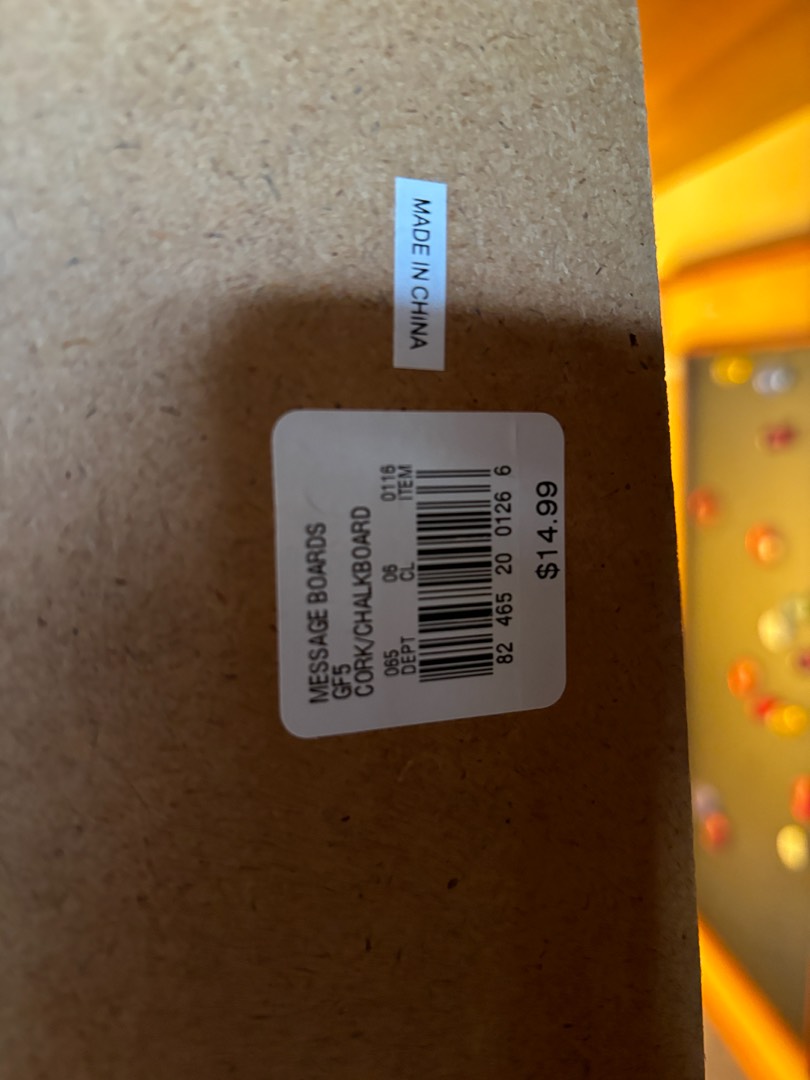 MADE IN CHINA
MESSAGE BOARDS
GF5
CORK/CHALKBOARD
065 06 0116
DEPT CL ITEM
82 465 20 0126 6
$14.99